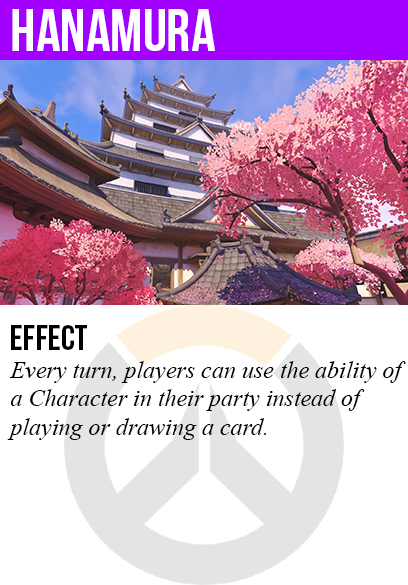 HANAMURA
EFFECT
Every turn, players can use the ability of
a Character in their party instead of
playing or drawing a card.